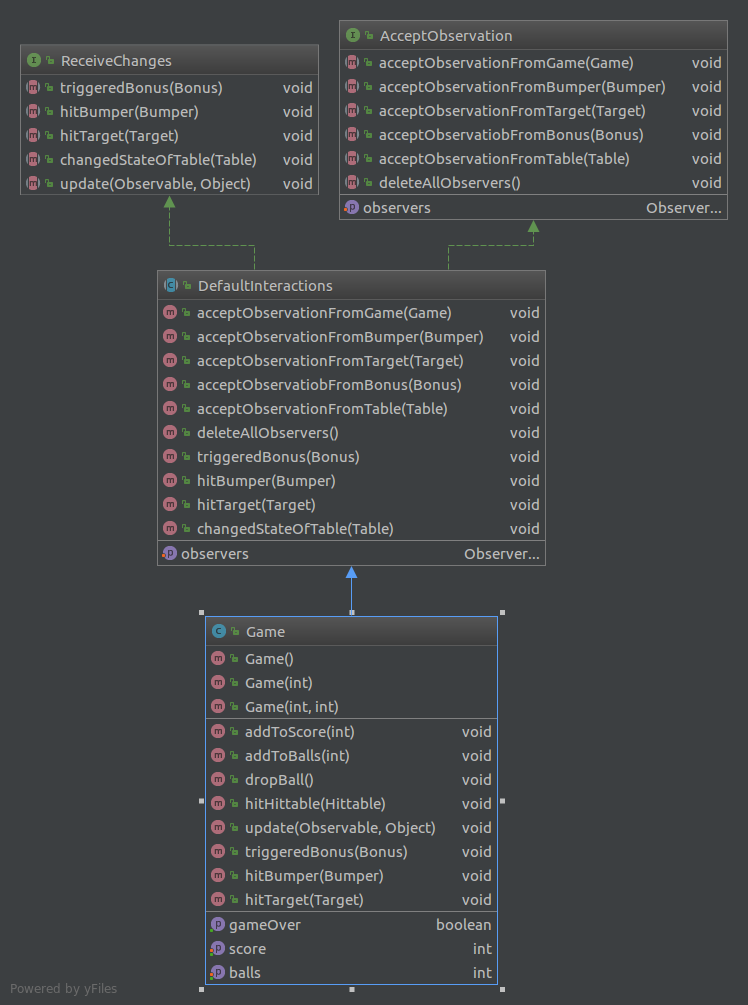 ReceiveChanges
triggeredBonus(Bonus) void
hitBumper(Bumper) void
hitTarget(Target) void
changedStateOfTable(Table) void
update(Observable, Object) void
AcceptObservation
acceptObservationFromGame(Game) void
acceptObservationFromBumper(Bumper) void
acceptObservationFromTarget(Target) void
acceptObservatiobFromBonus(Bonus) void
acceptObservationFromTable(Table) void
deleteAllObservers() void
observers Observer...
DefaultInteractions
acceptObservationFromGame(Game) void
acceptObservationFromBumper(Bumper) void
acceptObservationFromTarget(Target) void
acceptObservatiobFromBonus(Bonus) void
acceptObservationFromTable(Table) void
deleteAllObservers() void
triggeredBonus(Bonus) void
hitBumper(Bumper) void
hitTarget(Target) void
changedStateOfTable(Table) void
observers Observer...
Game
Game()
Game(int)
Game(int, int)
addToScore(int) void
addToBalls(int) void
dropBall() void
hitHittable(Hittable) void
update(Observable, Object) void
triggeredBonus(Bonus) void
hitBumper(Bumper) void
hitTarget(Target) void
gameOver boolean
score int
balls int
Powered by yFiles